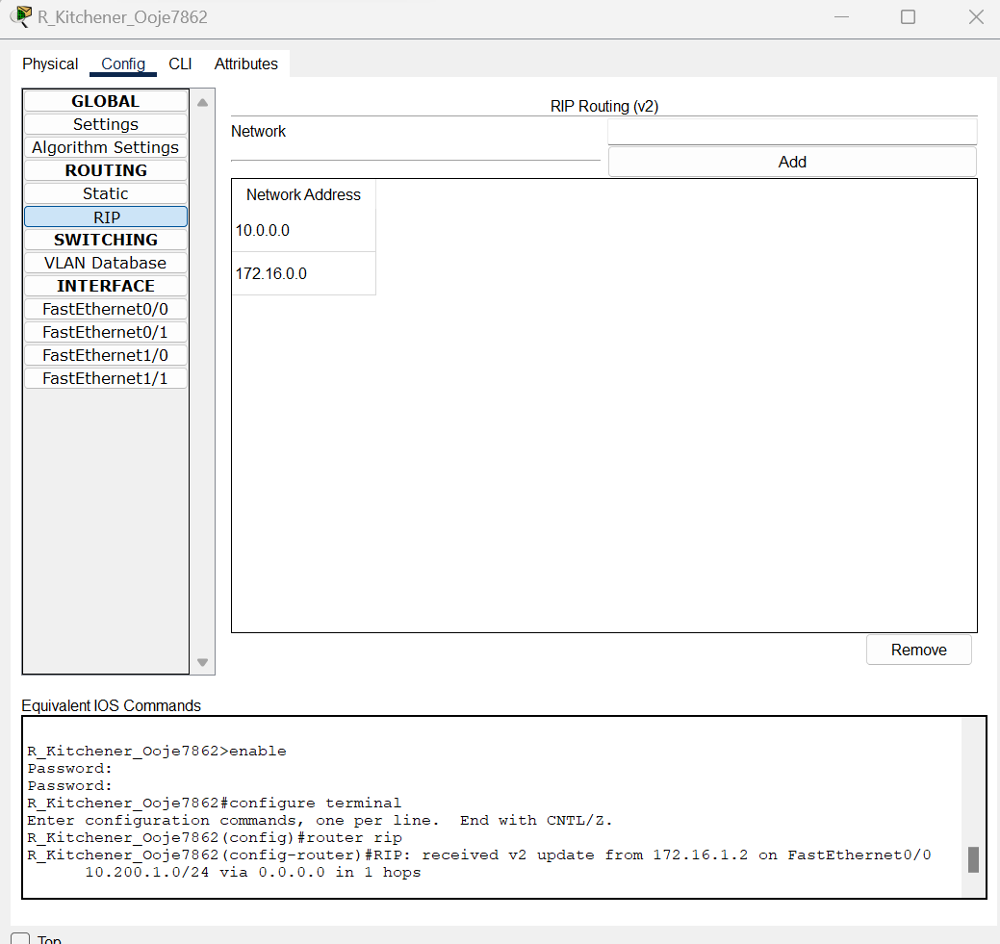 R_Kitchener_Ooje7862
Physical Config CLI Attributes
GLOBAL
Settings
Algorithm Settings
ROUTING
Static
RIP
SWITCHING
VLAN Database
INTERFACE
FastEthernet0/0
FastEthernet0/1
FastEthernet1/0
FastEthernet1/1
RIP Routing (v2)
Network
Add
Network Address
10.0.0.0
172.16.0.0
Remove
Equivalent IOS Commands
R_Kitchener_Ooje7862>enable
Password:
Password:
R_Kitchener_Ooje7862#configure terminal
Enter configuration commands, one per line.  End with CNTL/Z.
R_Kitchener_Ooje7862(config)#router rip
R_Kitchener_Ooje7862(config-router)#RIP: received v2 update from 172.16.1.2 on FastEthernet0/0
10.200.1.0/24 via 0.0.0.0 in 1 hops
Top